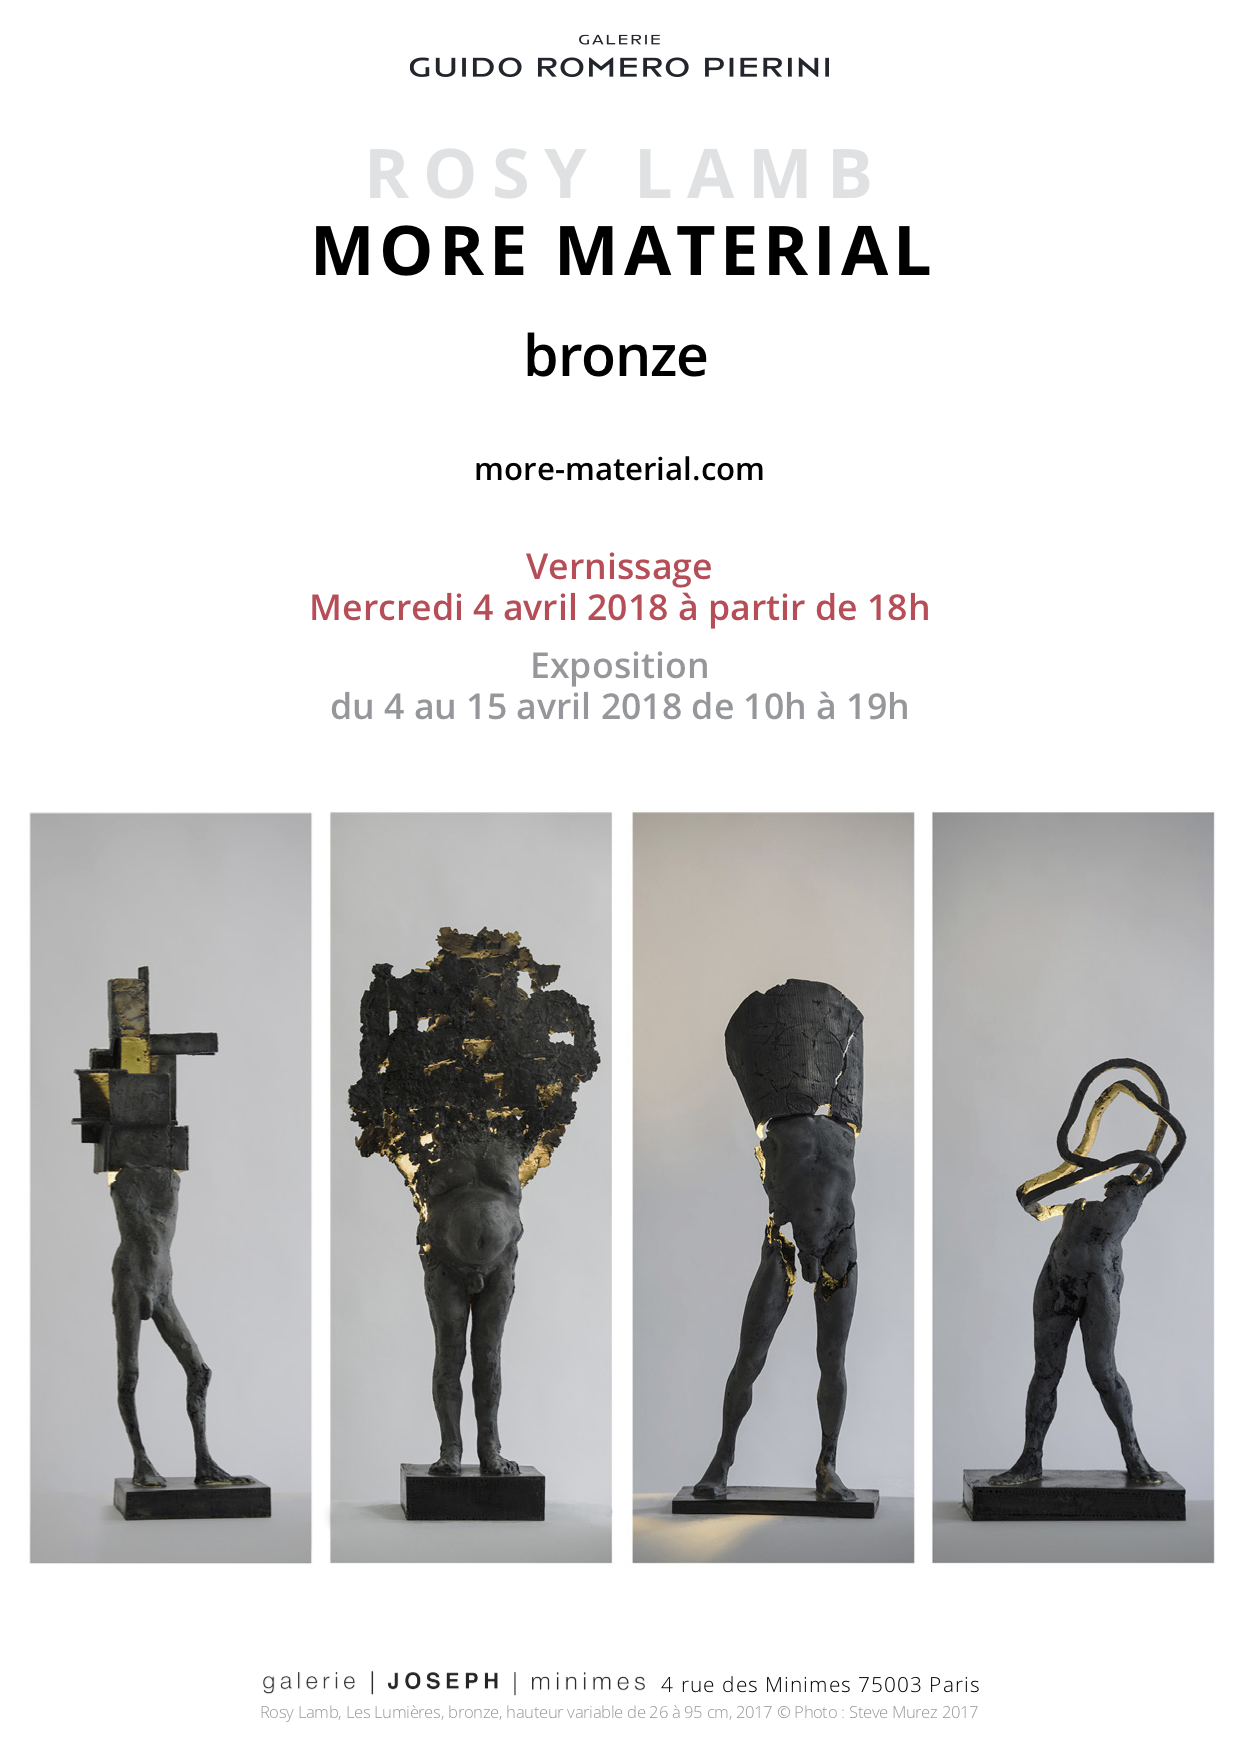 GALERIE
GUIDO ROMERO PIERINI
ROSY LAMB
MORE MATERIAL
bronze
more-material.com
Vernissage
Mercredi 4 avril 2018 à partir de 18h
Exposition
du 4 au 15 avril 2018 de 10h à 19h
galerie | JOSEPH | minimes 4 rue des Minimes 75003 Paris
Rosy Lamb, Les Lumières, bronze, hauteur variable de 26 à 95 cm, 2017 © Photo : Steve Murez 2017